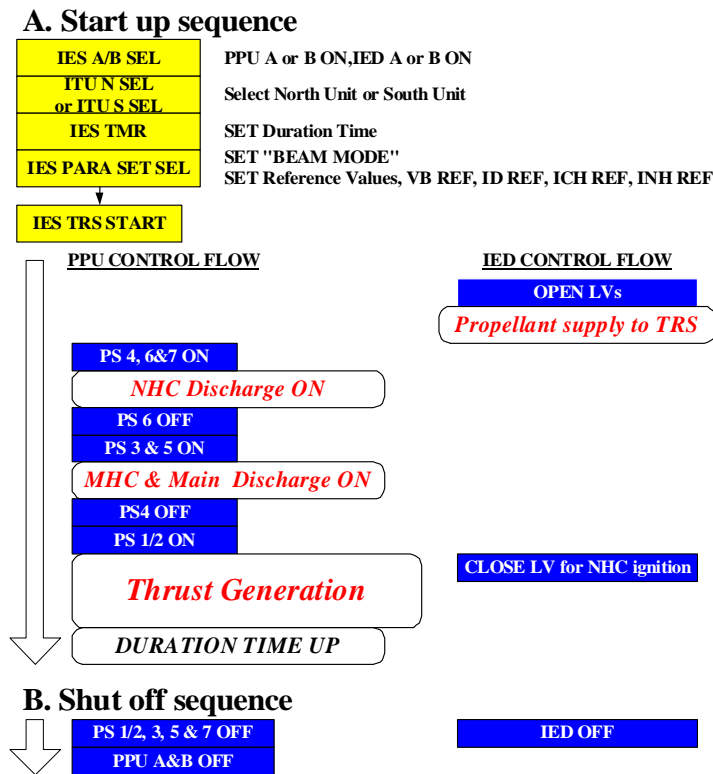 A. Start up sequence
IES A/B SEL
PPU A or B ON,IED A or B ON
ITU N SEL
or ITU S SEL
Select North Unit or South Unit
IES TMR
SET Duration Time
IES PARA SET SEL
SET "BEAM MODE"
SET Reference Values, VB REF, ID REF, ICH REF, INH REF
IES TRS START
PPU CONTROL FLOW
IED CONTROL FLOW
OPEN LVs
Propellant supply to TRS
PS 4, 6&7 ON
NHC Discharge ON
PS 6 OFF
PS 3 & 5 ON
MHC & Main Discharge ON
PS4 OFF
PS 1/2 ON
Thrust Generation
CLOSE LV for NHC ignition
DURATION TIME UP
B. Shut off sequence
PS 1/2, 3, 5 & 7 OFF
IED OFF
PPU A&B OFF